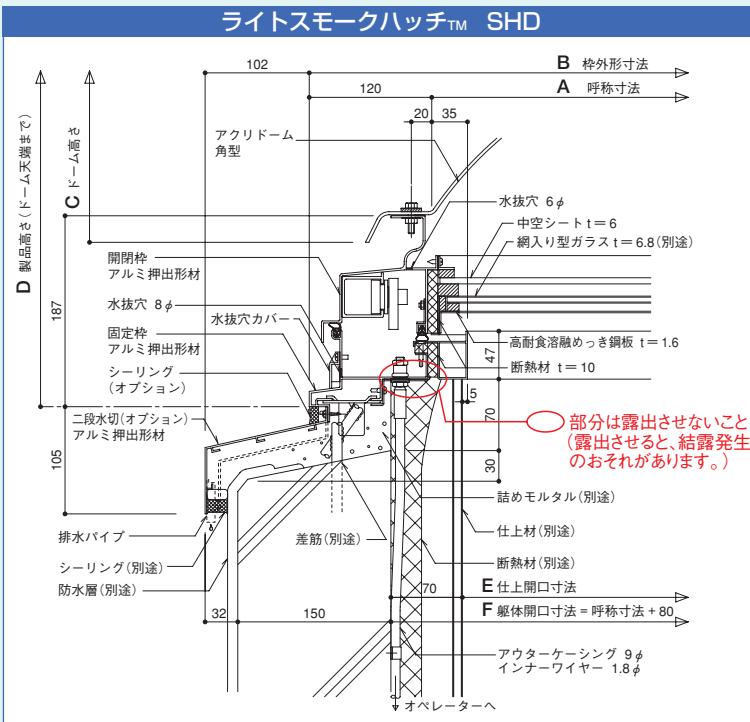 ライトスモークハッチTM SHD
102
B 枠外形寸法
120
A 呼称寸法
20
35
アクリドーム
角型
D 製品高さ(ドーム天端まで)
C ドーム高さ
水抜穴 6φ
中空シート t=6
網入り型ガラス t=6.8(別途)
開閉枠
アルミ押出形材
187
水抜穴 8φ
水抜穴カバー
固定枠
アルミ押出形材
高耐食溶融めっき鋼板 t=1.6
47
断熱材 t=10
シーリング
(オプション)
5
二段水切(オプション)
アルミ押出形材
70
部分は露出させないこと
(露出させると、結露発生
のおそれがあります。)
105
30
詰めモルタル(別途)
排水パイプ
差筋(別途)
仕上材(別途)
シーリング(別途)
断熱材(別途)
防水層(別途)
70
E 仕上開口寸法
32
150
F 躯体開口寸法=呼称寸法+80
アウターケーシング 9φ
インナーワイヤー 1.8φ
オペレーターへ